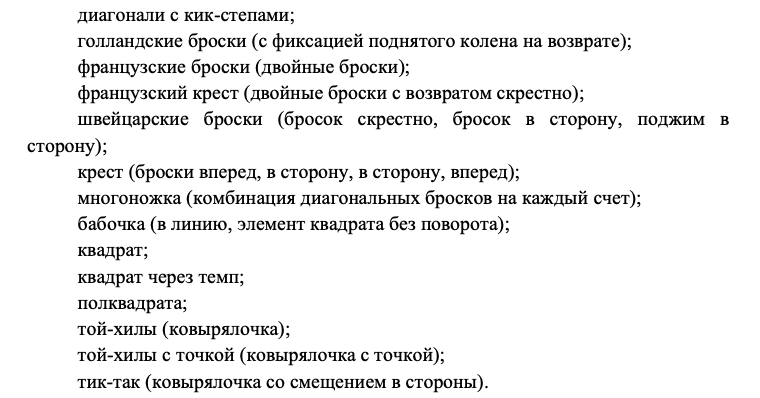 диагонали с кик-степами;
голландские броски (с фиксацией поднятого колена на возврате);
французские броски (двойные броски);
французский крест (двойные броски с возвратом скрестно);
швейцарские броски (бросок скрестно, бросок в сторону, поджим в
сторону);
крест (броски вперед, в сторону, в сторону, вперед);
многоножка (комбинация диагональных бросков на каждый счет);
бабочка (в линию, элемент квадрата без поворота);
квадрат;
квадрат через темп;
полквадрата;
той-хилы (ковырялочка);
той-хилы с точкой (ковырялочка с точкой);
тик-так (ковырялочка со смещением в стороны).